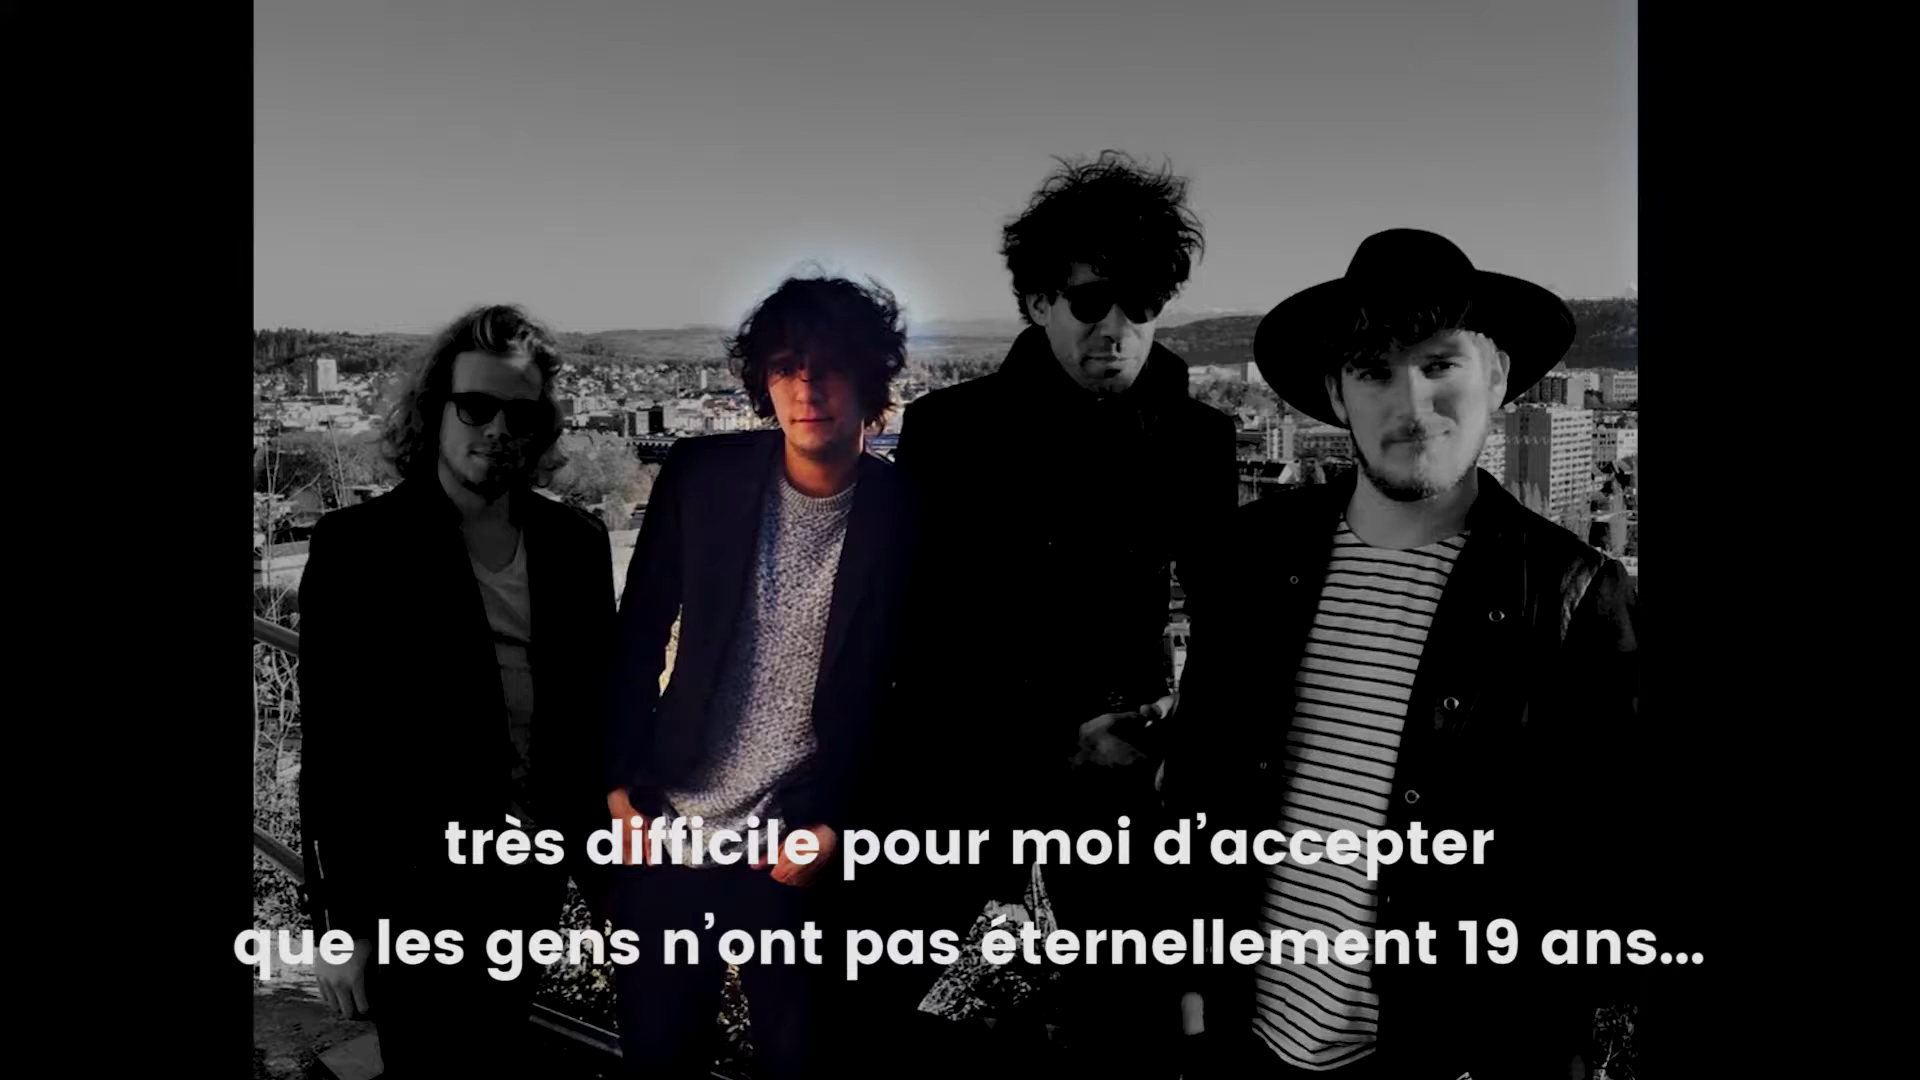 très difficile pour moi d’accepter
que les gens n’ont pas éternellement 19 ans...